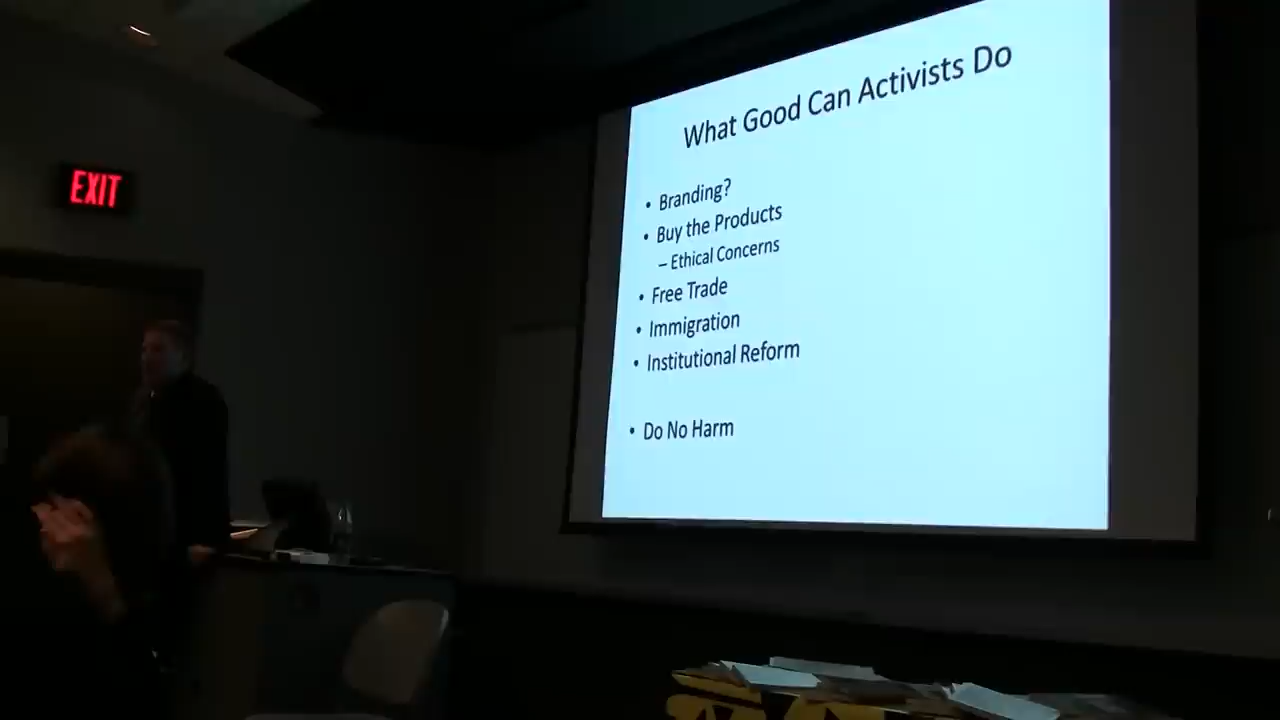 What Good Can Activists Do
EXIT
• Branding?
• Buy the Products
– Ethical Concerns
• Free Trade
• Immigration
• Institutional Reform
• Do No Harm